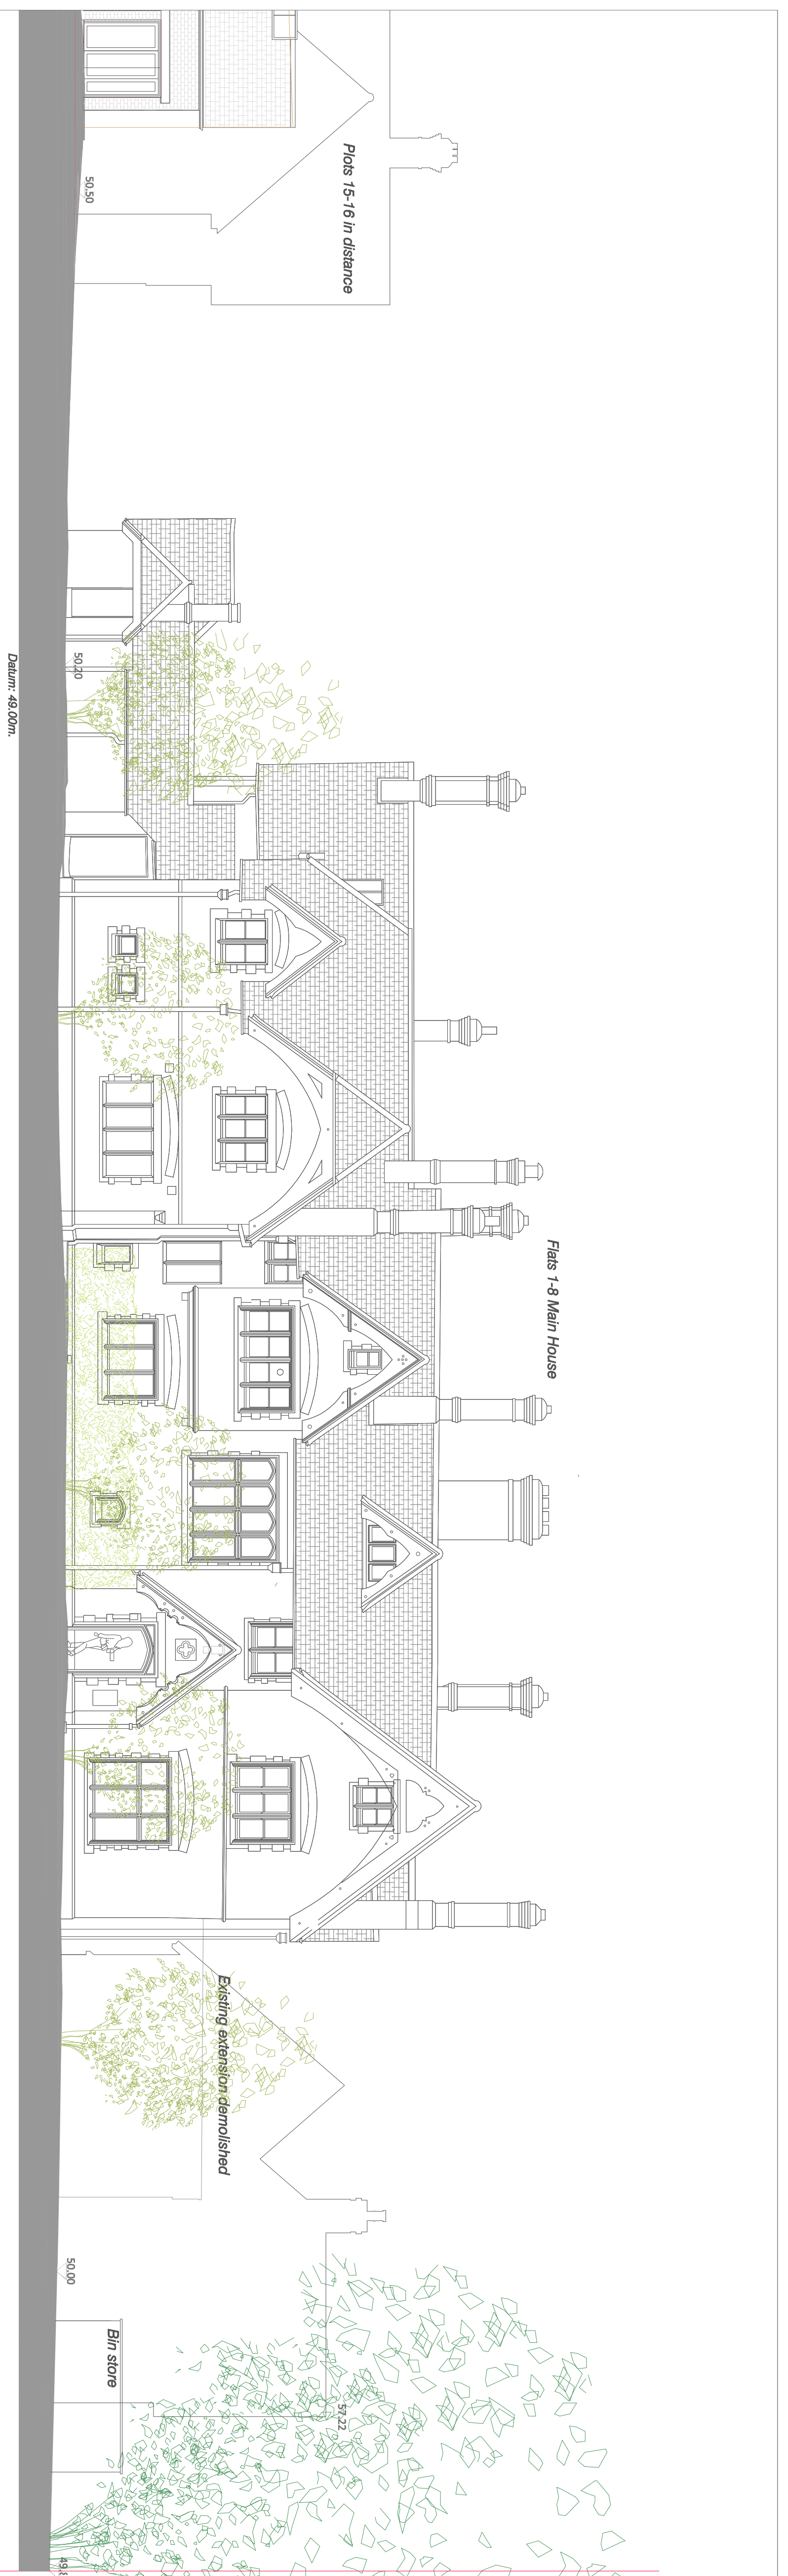 Plots 15-16 in distance
50.50
Flats 1-8 Main House
50.20
Datum: 49.00m.
Existing extension demolished
50.00
Bin store
57.22